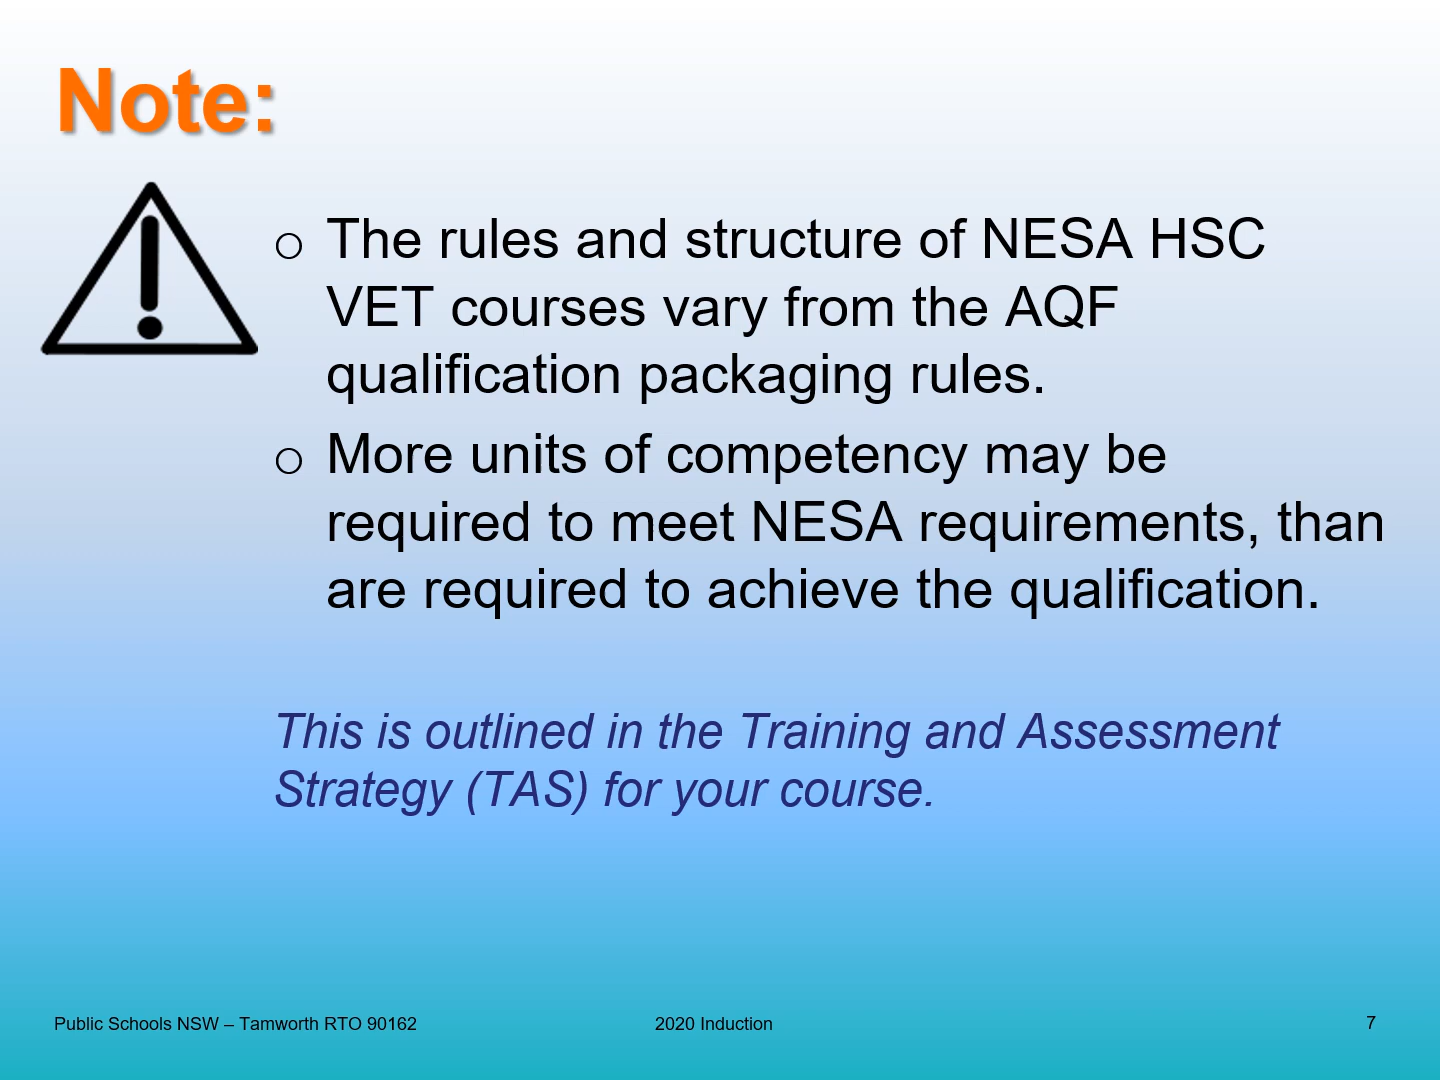 Note:
○ The rules and structure of NESA HSC
VET courses vary from the AQF
qualification packaging rules.
○ More units of competency may be
required to meet NESA requirements, than
are required to achieve the qualification.
This is outlined in the Training and Assessment
Strategy (TAS) for your course.
Public Schools NSW – Tamworth RTO 90162
2020 Induction
7